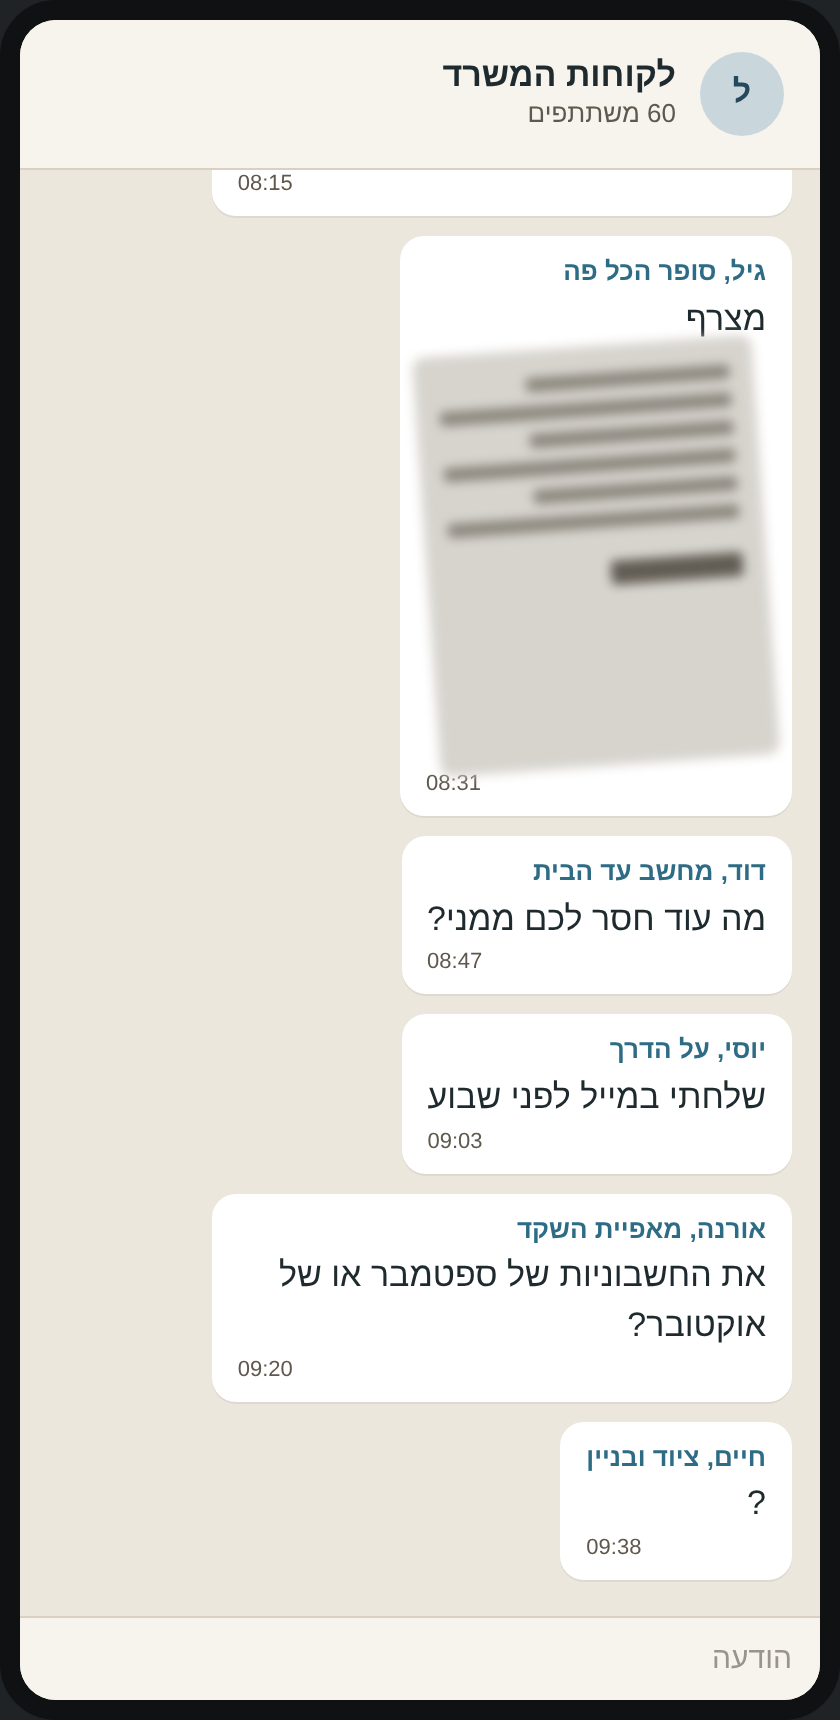 ל
לקוחות המשרד
60 משתתפים
08:15
גיל, סופר הכל פה
מצרף
08:31
דוד, מחשב עד הבית
מה עוד חסר לכם ממני?
08:47
יוסי, על הדרך
שלחתי במייל לפני שבוע
09:03
אורנה, מאפיית השקד
את החשבוניות של ספטמבר או של
אוקטובר?
09:20
חיים, ציוד ובניין
?
09:38
הודעה